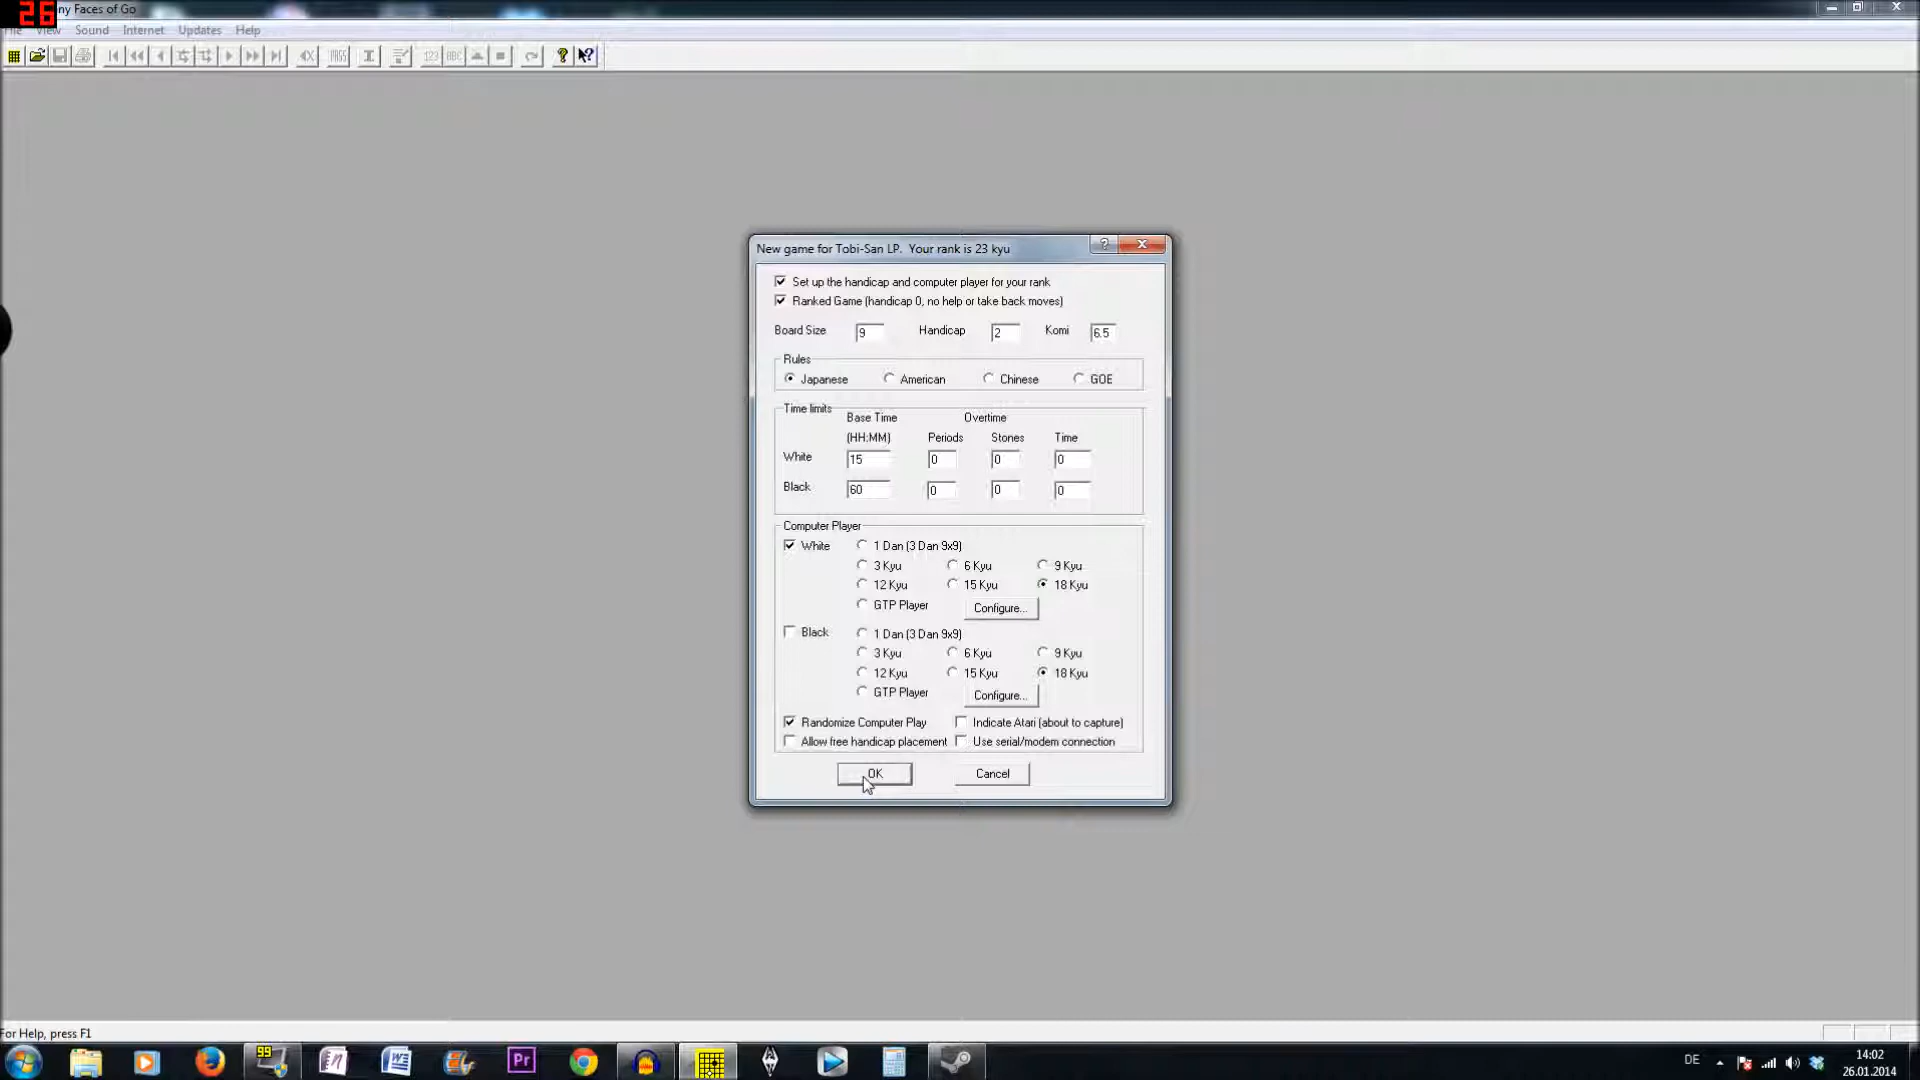 26
ny Faces of Go
File View Sound Internet Updates Help
PASS 123 ABC
New game for Tobi-San LP. Your rank is 23 kyu
Set up the handicap and computer player for your rank
Ranked Game (handicap 0, no help or take back moves)
Board Size 9 Handicap 2 Komi 6.5
Rules
Japanese American Chinese GOE
Time limits
Base Time Overtime
(HH:MM) Periods Stones Time
White 15 0 0 0
Black 60 0 0 0
Computer Player
White 1 Dan (3 Dan 9x9)
3 Kyu 6 Kyu 9 Kyu
12 Kyu 15 Kyu 18 Kyu
GTP Player Configure...
Black 1 Dan (3 Dan 9x9)
3 Kyu 6 Kyu 9 Kyu
12 Kyu 15 Kyu 18 Kyu
GTP Player Configure...
Randomize Computer Play Indicate Atari (about to capture)
Allow free handicap placement Use serial/modem connection
OK Cancel
For Help, press F1
99 Pr DE 14:02
26.01.2014